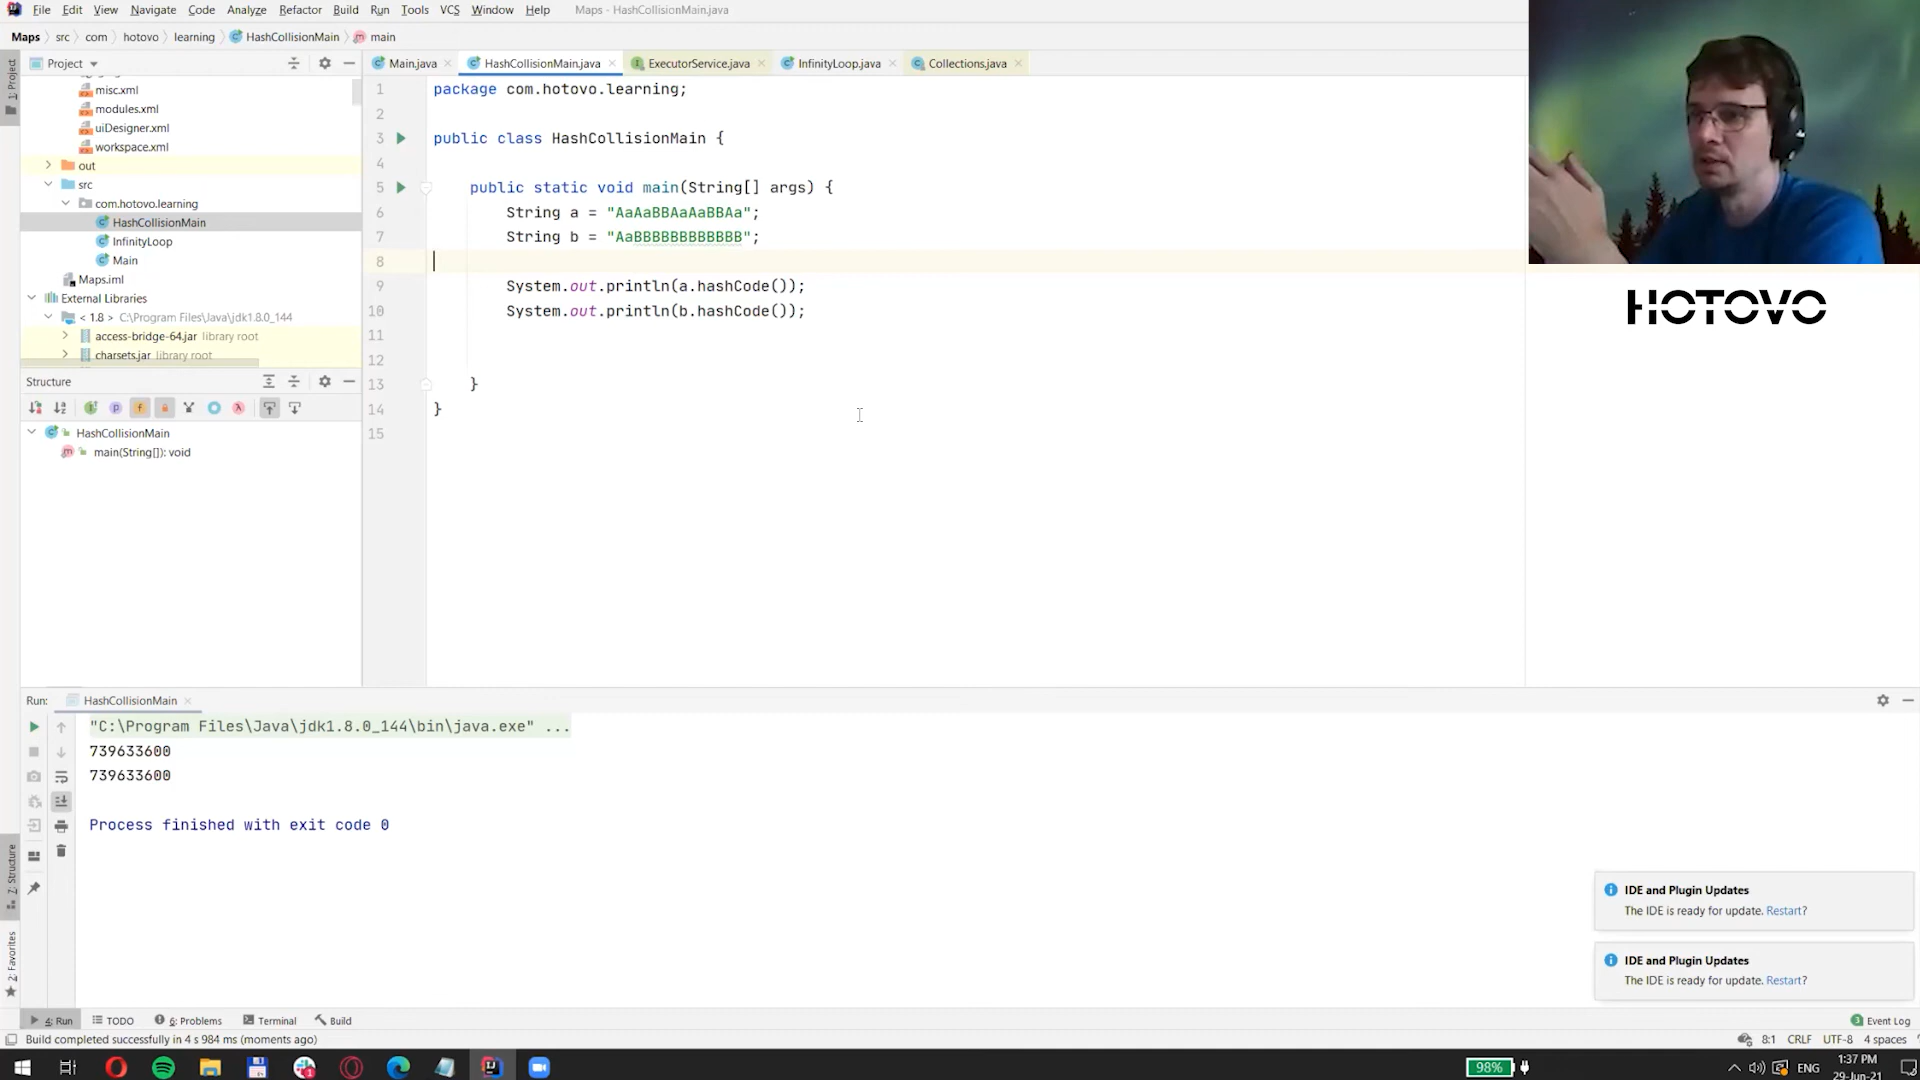 File Edit View Navigate Code Analyze Refactor Build Run Tools VCS Window Help Maps - HashCollisionMain.java
Maps src com hotovo learning HashCollisionMain main
Project
Main.java HashCollisionMain.java ExecutorService.java InfinityLoop.java Collections.java
1: Project
misc.xml
modules.xml
uiDesigner.xml
workspace.xml
out
src
com.hotovo.learning
HashCollisionMain
InfinityLoop
Main
Maps.iml
External Libraries
< 1.8 > C:\Program Files\Java\jdk1.8.0_144
access-bridge-64.jar library root
charsets.jar library root
Structure
HashCollisionMain
main(String[]): void
1 package com.hotovo.learning;
2
3 public class HashCollisionMain {
4
5 public static void main(String[] args) {
6 String a = "AaAaBBAaAaBBAa";
7 String b = "AaBBBBBBBBBBBB";
8
9 System.out.println(a.hashCode());
10 System.out.println(b.hashCode());
11
12
13 }
14 }
15
HOTOVO
Run: HashCollisionMain
"C:\Program Files\Java\jdk1.8.0_144\bin\java.exe" ...
739633600
739633600
Process finished with exit code 0
Z: Structure
2: Favorites
IDE and Plugin Updates
The IDE is ready for update. Restart?
IDE and Plugin Updates
The IDE is ready for update. Restart?
4: Run TODO 6: Problems Terminal Build 3 Event Log
Build completed successfully in 4 s 984 ms (moments ago) 8:1 CRLF UTF-8 4 spaces
98% ENG 1:37 PM
29-Jun-21